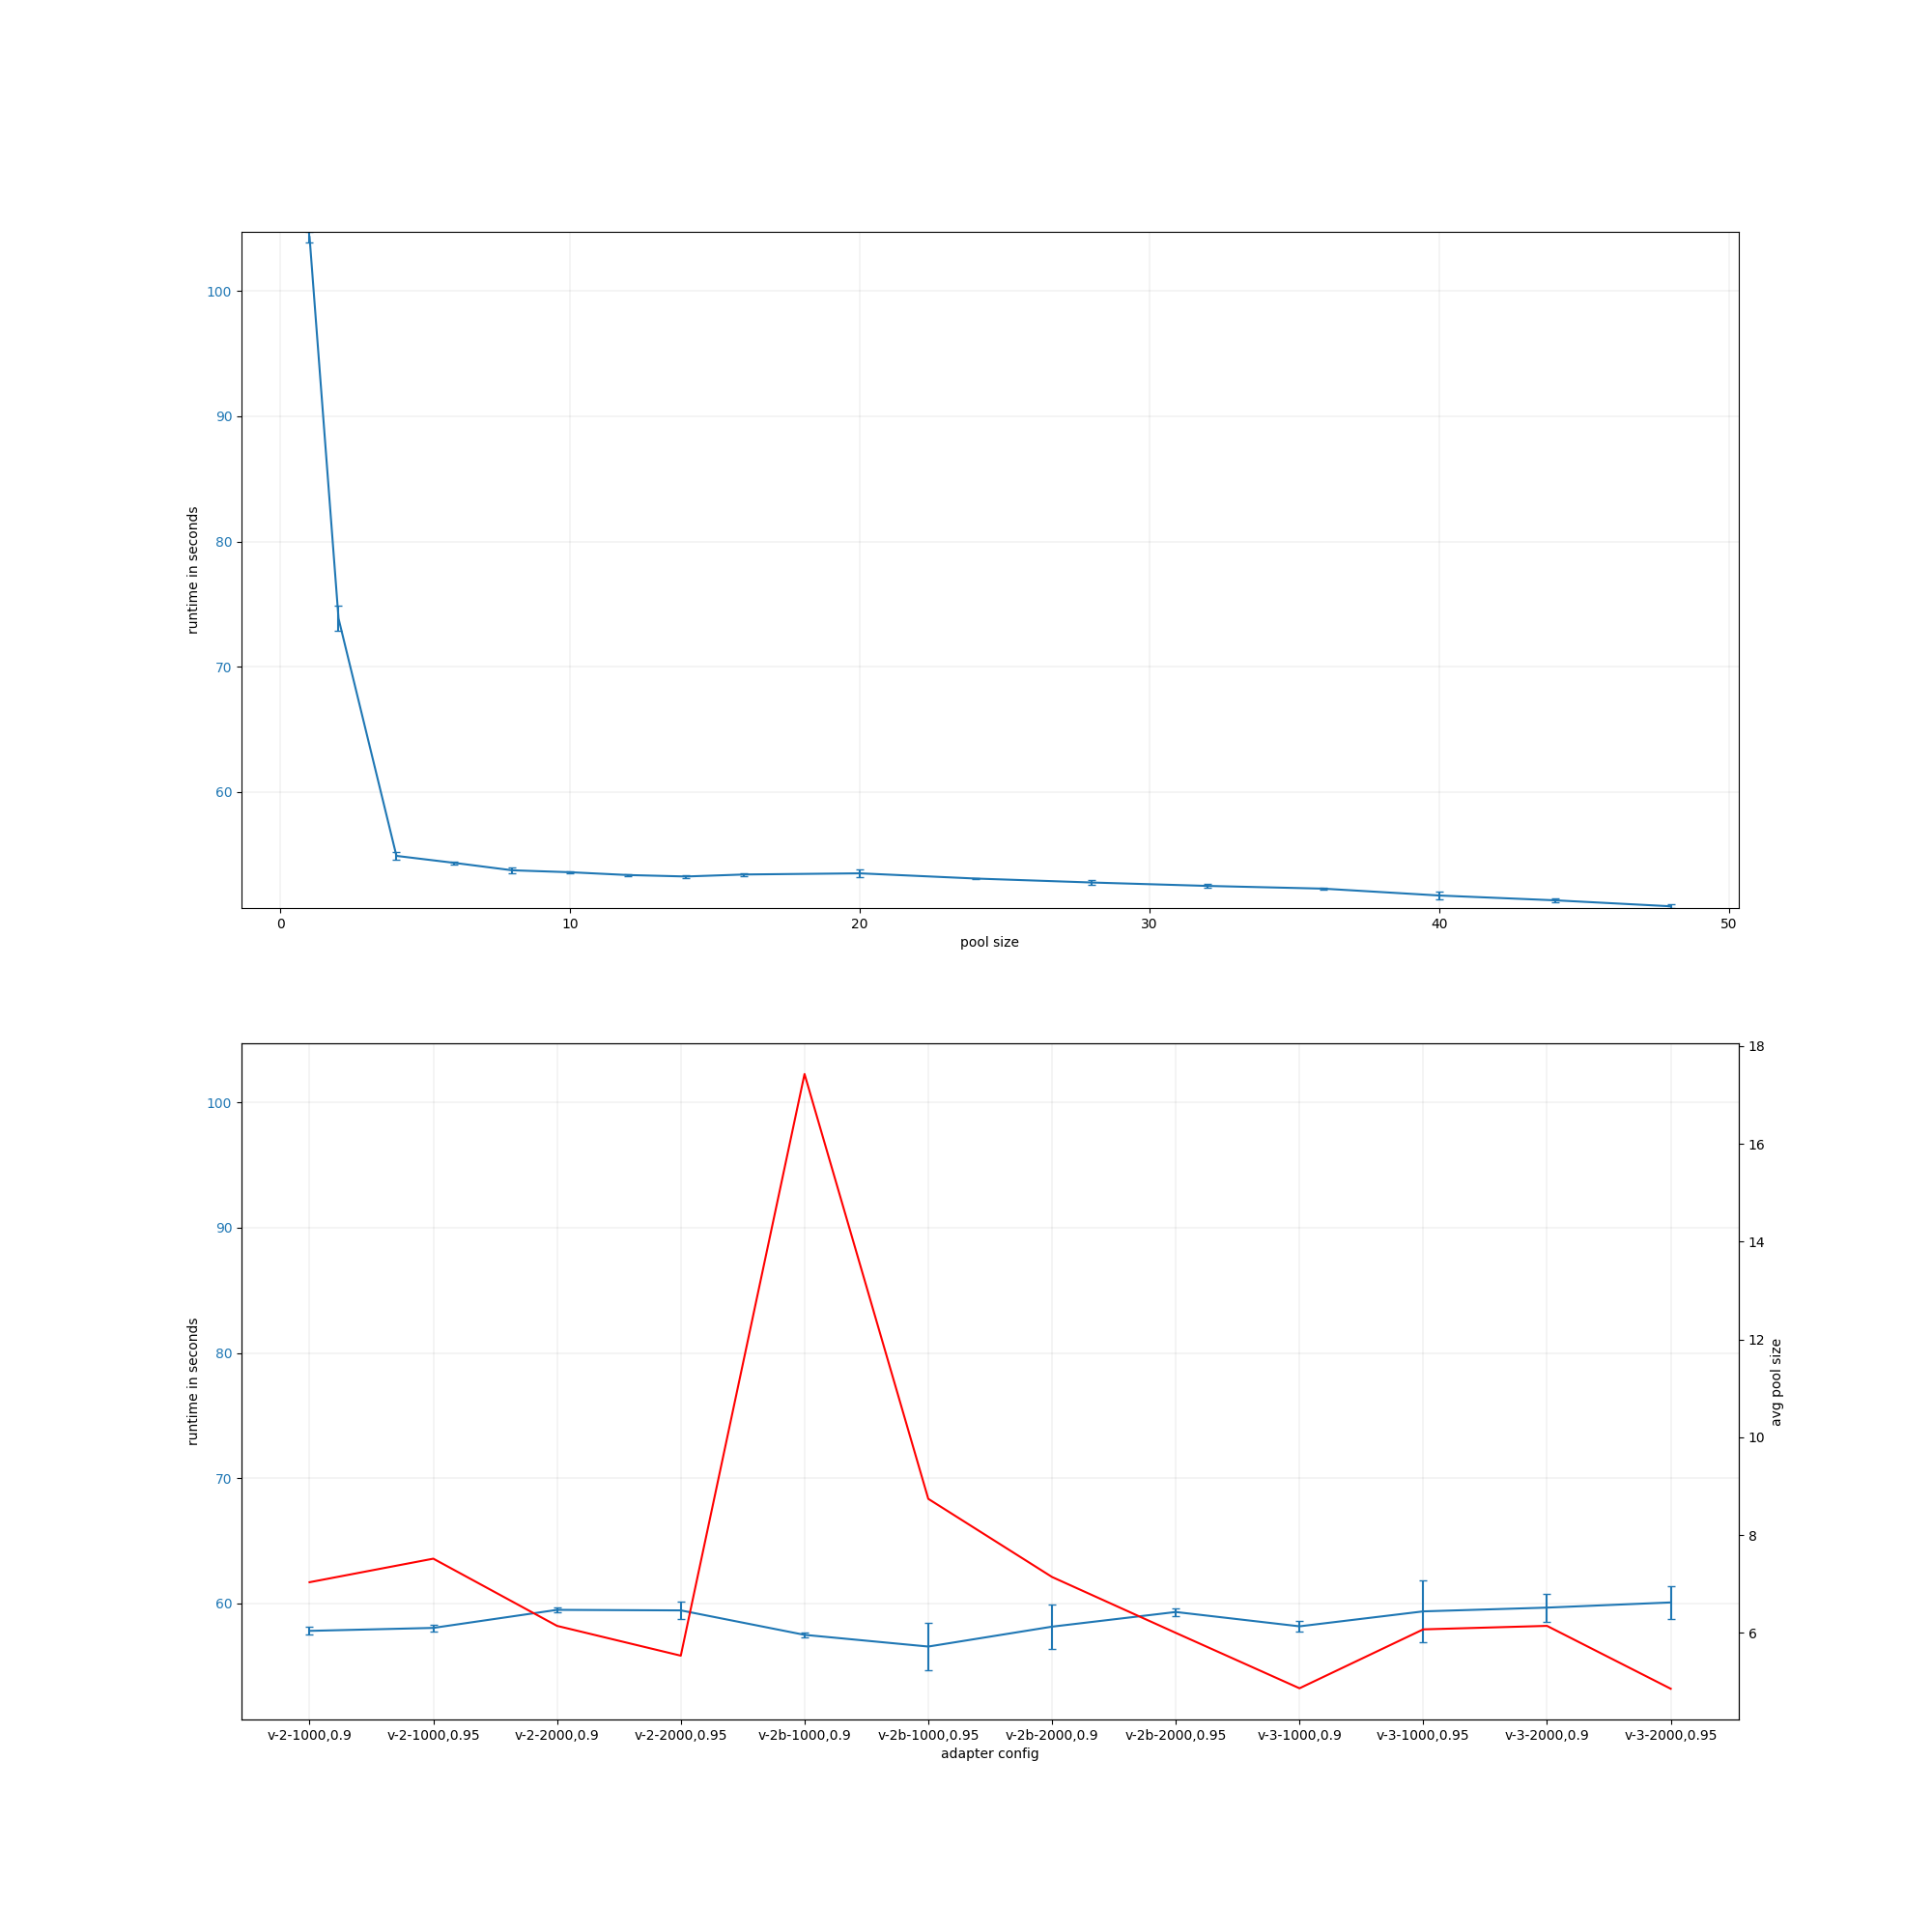 100
90
80
70
60
runtime in seconds
0 10 20 30 40 50
pool size
18
100
16
90
14
80
12
70
10
60
8
6
runtime in seconds
avg pool size
v-2-1000,0.9 v-2-1000,0.95 v-2-2000,0.9 v-2-2000,0.95 v-2b-1000,0.9 v-2b-1000,0.95 v-2b-2000,0.9 v-2b-2000,0.95 v-3-1000,0.9 v-3-1000,0.95 v-3-2000,0.9 v-3-2000,0.95
adapter config